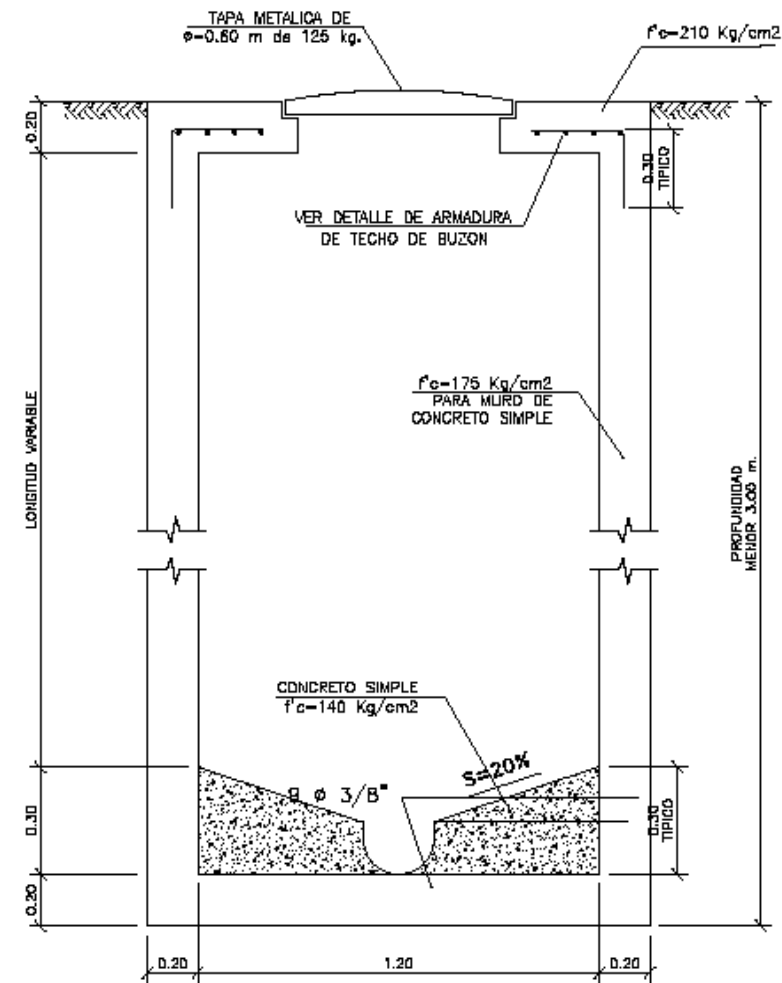 TAPA METALICA DE
ø=0.60 m de 125 kg.
f'c=210 Kg/cm2
0.20
0.30
TIPICO
VER DETALLE DE ARMADURA
DE TECHO DE BUZON
f'c=175 Kg/cm2
PARA MURO DE
CONCRETO SIMPLE
LONGITUD VARIABLE
PROFUNDIDAD
MENOR 3.00 m.
CONCRETO SIMPLE
f'c=140 Kg/cm2
S=20%
ø 3/8"
0.30
0.30
TIPICO
0.20
0.20
1.20
0.20